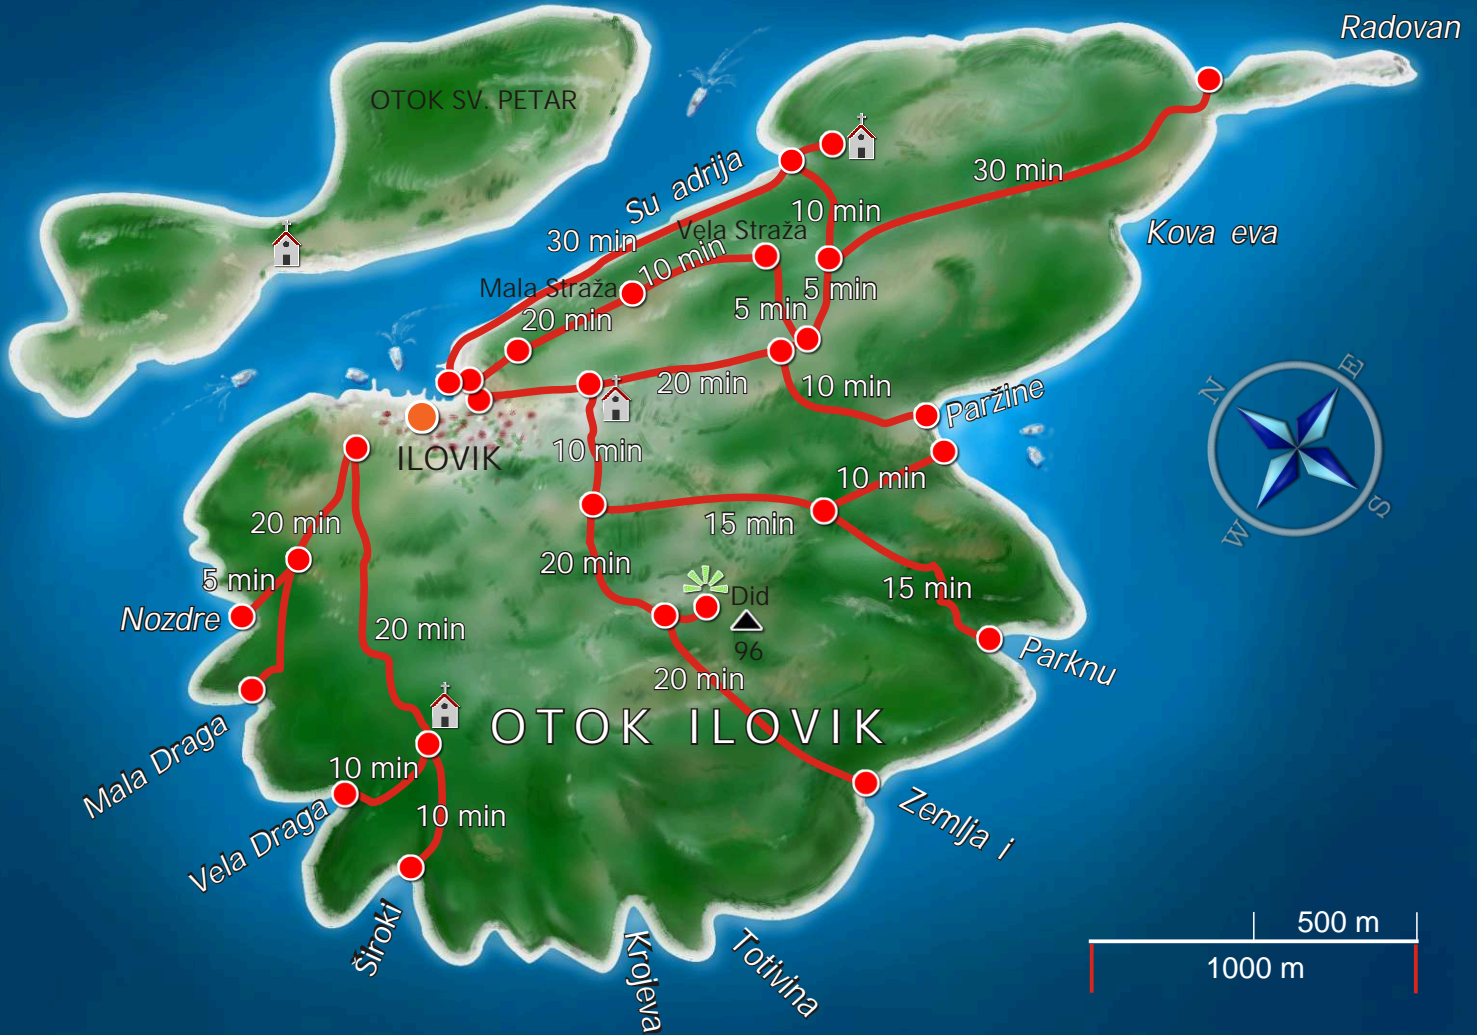 Radovan
OTOK SV. PETAR
Su adrija
30 min
10 min
Vela Straža
Kova eva
30 min
10 min
Mala Straža
5 min
5 min
20 min
20 min
10 min
Paržine
N
E
S
W
ILOVIK
10 min
10 min
15 min
20 min
20 min
5 min
15 min
Nozdre
Did
96
20 min
Parknu
20 min
OTOK ILOVIK
Mala Draga
10 min
Vela Draga
10 min
Zemlja i
Široki
Krojeva
Totivina
500 m
1000 m